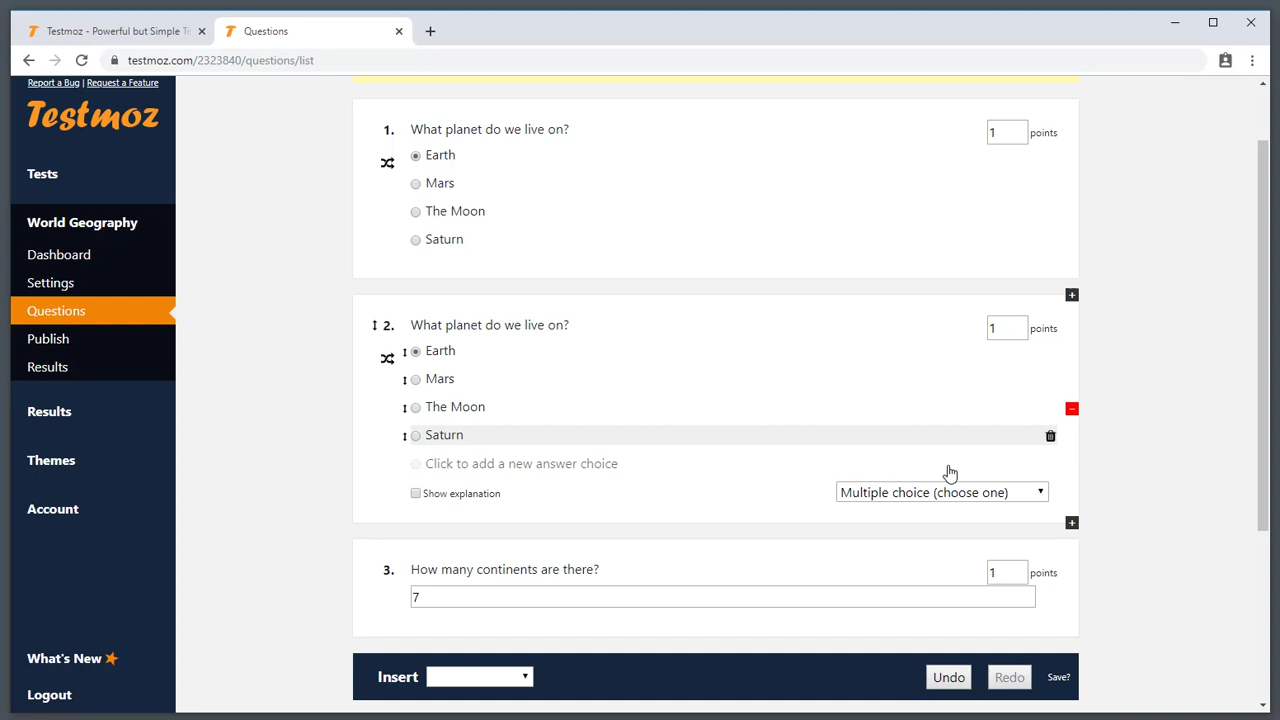 Testmoz - Powerful but Simple Te
Questions
testmoz.com/2323840/questions/list
Report a Bug | Request a Feature
Testmoz
Tests
World Geography
Dashboard
Settings
Questions
Publish
Results
Results
Themes
Account
What's New
Logout
1. What planet do we live on? 1 points
Earth
Mars
The Moon
Saturn
2. What planet do we live on? 1 points
Earth
Mars
The Moon
Saturn
Click to add a new answer choice
Show explanation Multiple choice (choose one)
3. How many continents are there? 1 points
7
Insert Undo Redo Save?